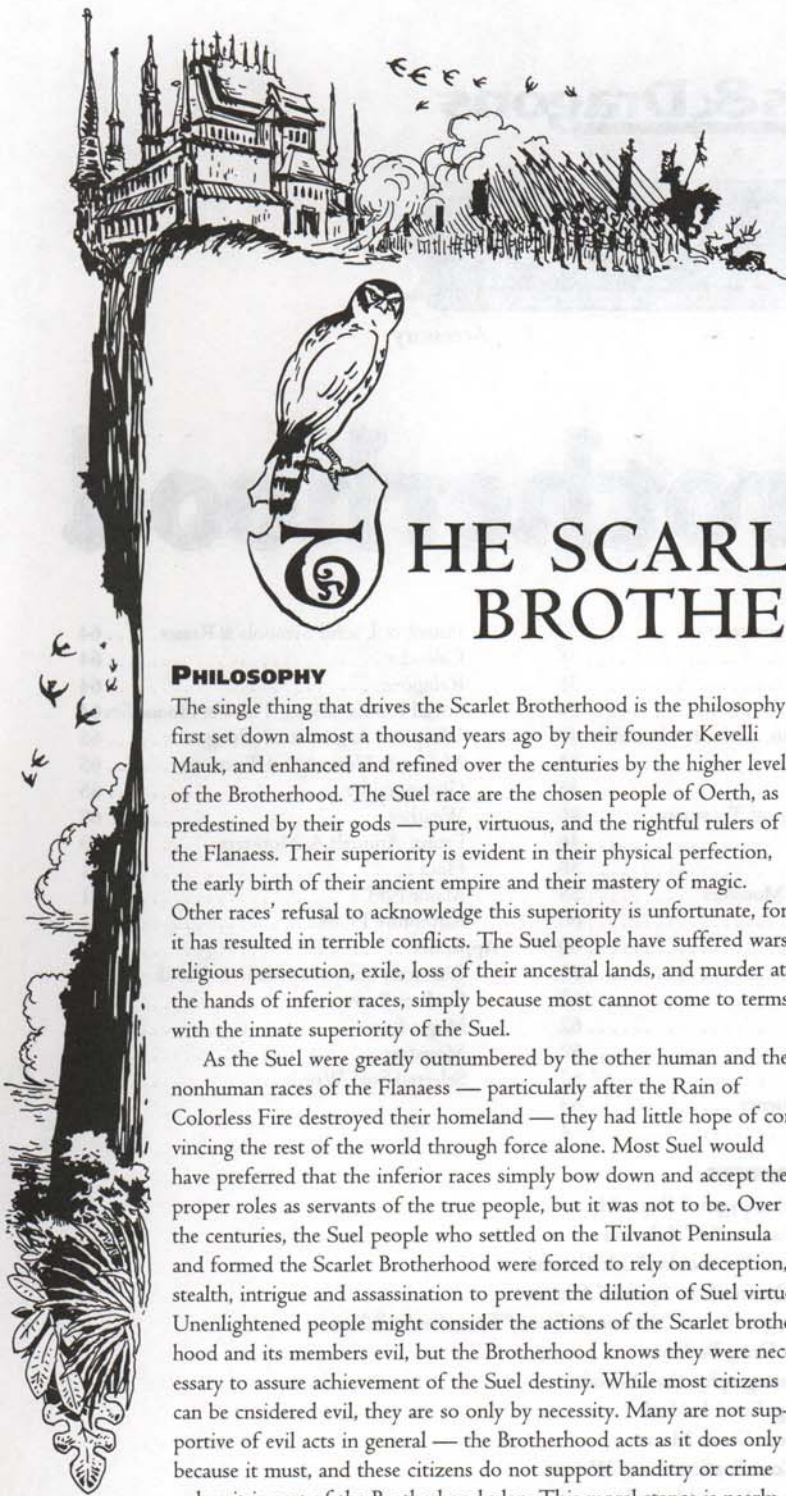 THE SCARL
BROTHE
PHILOSOPHY
The single thing that drives the Scarlet Brotherhood is the philosophy
first set down almost a thousand years ago by their founder Kevelli
Mauk, and enhanced and refined over the centuries by the higher level
of the Brotherhood. The Suel race are the chosen people of Oerth, as
predestined by their gods — pure, virtuous, and the rightful rulers of
the Flanaess. Their superiority is evident in their physical perfection,
the early birth of their ancient empire and their mastery of magic.
Other races' refusal to acknowledge this superiority is unfortunate, for
it has resulted in terrible conflicts. The Suel people have suffered wars
religious persecution, exile, loss of their ancestral lands, and murder at
the hands of inferior races, simply because most cannot come to terms
with the innate superiority of the Suel.
As the Suel were greatly outnumbered by the other human and the
nonhuman races of the Flanaess — particularly after the Rain of
Colorless Fire destroyed their homeland — they had little hope of con
vincing the rest of the world through force alone. Most Suel would
have preferred that the inferior races simply bow down and accept the
proper roles as servants of the true people, but it was not to be. Over
the centuries, the Suel people who settled on the Tilvanot Peninsula
and formed the Scarlet Brotherhood were forced to rely on deception,
stealth, intrigue and assassination to prevent the dilution of Suel virtu
Unenlightened people might consider the actions of the Scarlet brothe
hood and its members evil, but the Brotherhood knows they were nec
essary to assure achievement of the Suel destiny. While most citizens
can be cnsidered evil, they are so only by necessity. Many are not sup-
portive of evil acts in general — the Brotherhood acts as it does only
because it must, and these citizens do not support banditry or crime